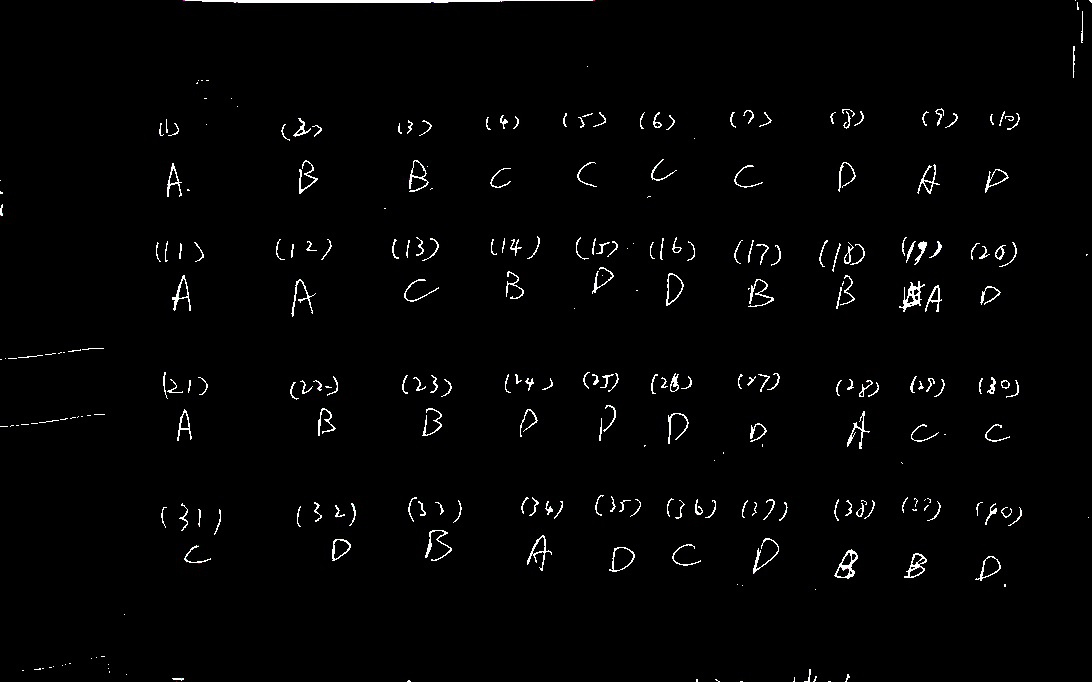 (1) (2) (3) (4) (5) (6) (7) (8) (9) (10)
A. B B. C C C C D A D
(11) (12) (13) (14) (15) (16) (17) (18) (19) (20)
A A C B D D B B A D
(21) (22) (23) (24) (25) (26) (27) (28) (29) (30)
A B B D D D D A C C
(31) (32) (33) (34) (35) (36) (37) (38) (39) (40)
C D B A D C D B B D.